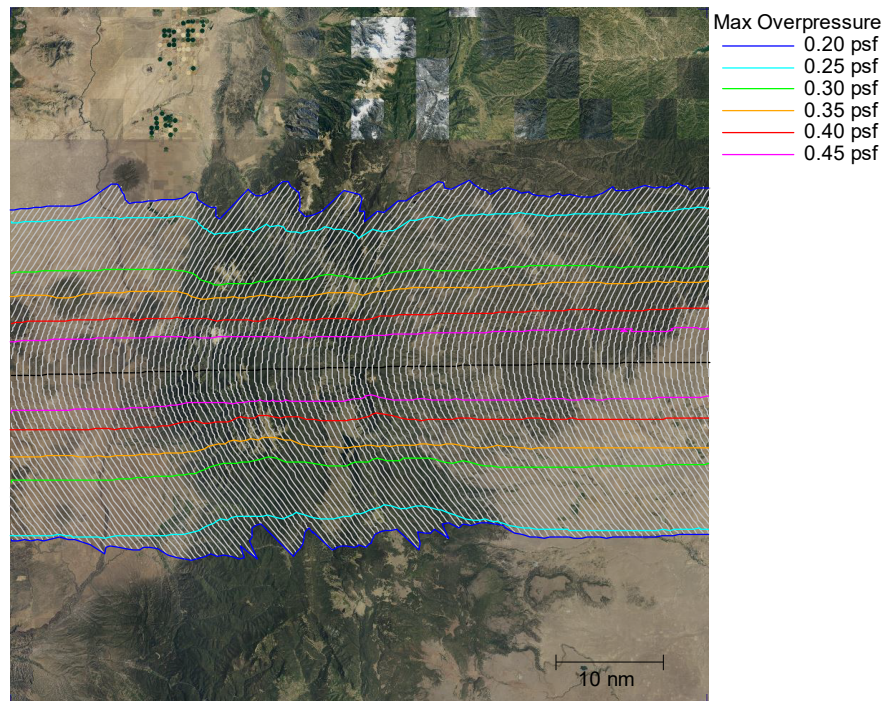 Max Overpressure
0.20 psf
0.25 psf
0.30 psf
0.35 psf
0.40 psf
0.45 psf
10 nm